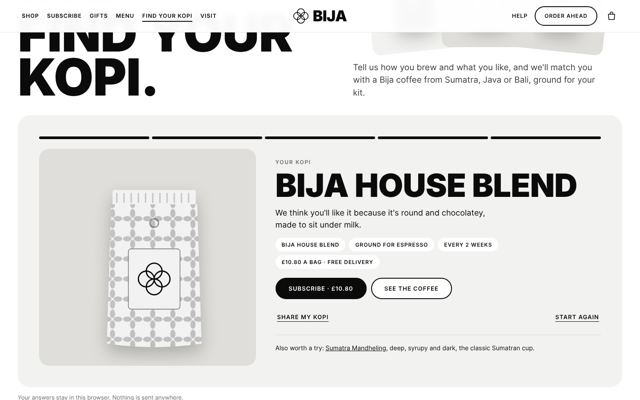 SHOP SUBSCRIBE GIFTS MENU FIND YOUR KOPI VISIT
BIJA
HELP
ORDER AHEAD
FIND YOUR
KOPI.
Tell us how you brew and what you like, and we'll match you
with a Bija coffee from Sumatra, Java or Bali, ground for your
kit.
YOUR KOPI
BIJA HOUSE BLEND
We think you'll like it because it's round and chocolatey,
made to sit under milk.
BIJA HOUSE BLEND
GROUND FOR ESPRESSO
EVERY 2 WEEKS
£10.80 A BAG · FREE DELIVERY
SUBSCRIBE · £10.80
SEE THE COFFEE
SHARE MY KOPI
START AGAIN
Also worth a try: Sumatra Mandheling, deep, syrupy and dark, the classic Sumatran cup.
Your answers stay in this browser. Nothing is sent anywhere.